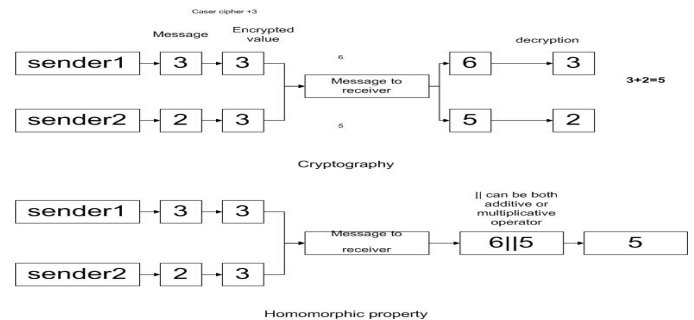 Caser cipher +3
Message
Encrypted
value
decryption
sender1
3
3
6
Message to
receiver
6
3
3+2=5
sender2
2
3
5
5
2
Cryptography
|| can be both
additive or
multiplicative
operator
sender1
3
3
Message to
receiver
6||5
5
sender2
2
3
Homomorphic property